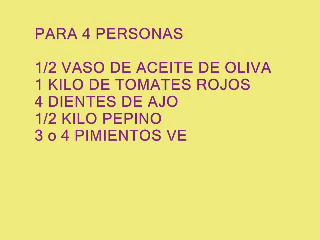 PARA 4 PERSONAS
1/2 VASO DE ACEITE DE OLIVA
1 KILO DE TOMATES ROJOS
4 DIENTES DE AJO
1/2 KILO PEPINO
3 o 4 PIMIENTOS VE